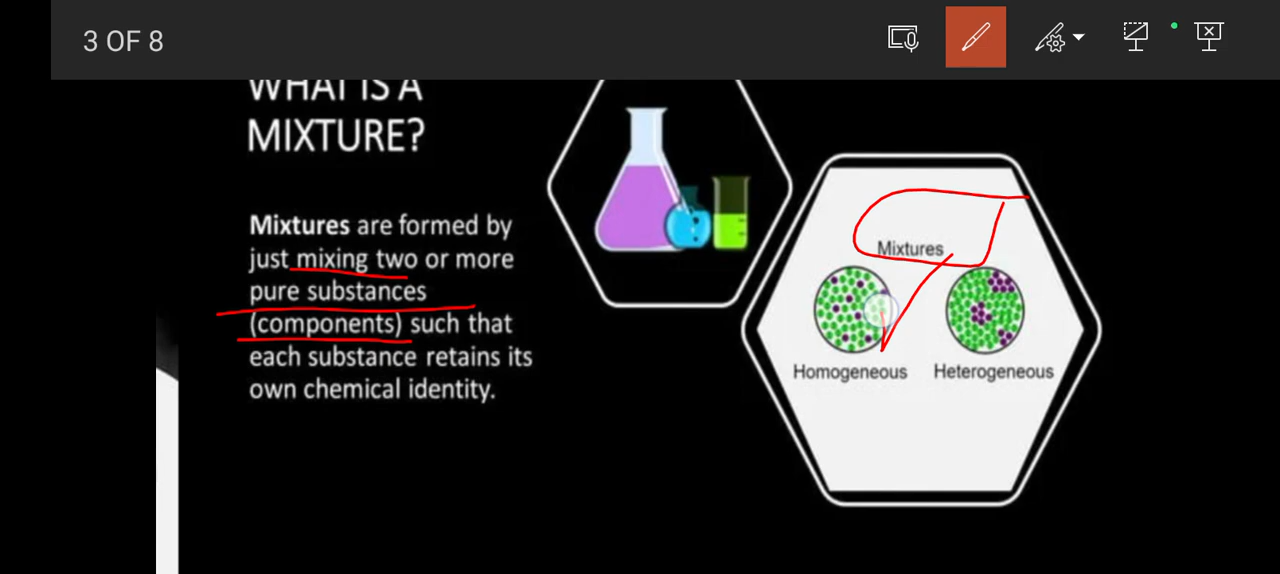 3 OF 8
WHAT IS A
MIXTURE?
Mixtures are formed by
just mixing two or more
pure substances
(components) such that
each substance retains its
own chemical identity.
Mixtures
Homogeneous
Heterogeneous